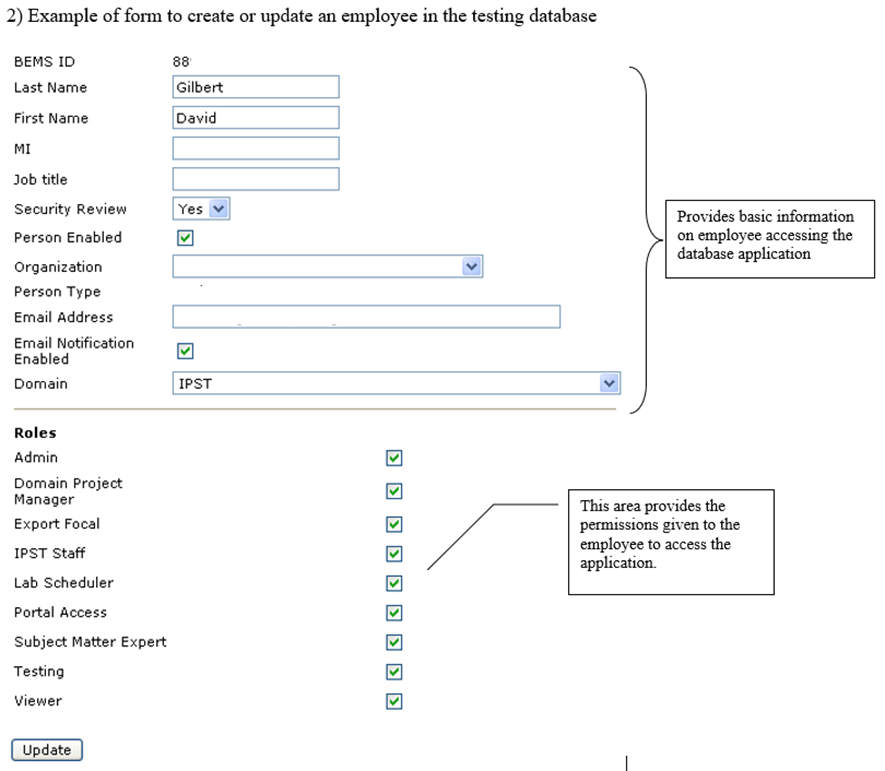 2) Example of form to create or update an employee in the testing database
BEMS ID 88
Last Name Gilbert
First Name David
MI
Job title
Security Review Yes
Person Enabled
Provides basic information
on employee accessing the
database application
Organization
Person Type
Email Address
Email Notification
Enabled
Domain IPST
Roles
Admin
Domain Project
Manager
Export Focal
IPST Staff
Lab Scheduler
Portal Access
Subject Matter Expert
Testing
Viewer
This area provides the
permissions given to the
employee to access the
application.
Update